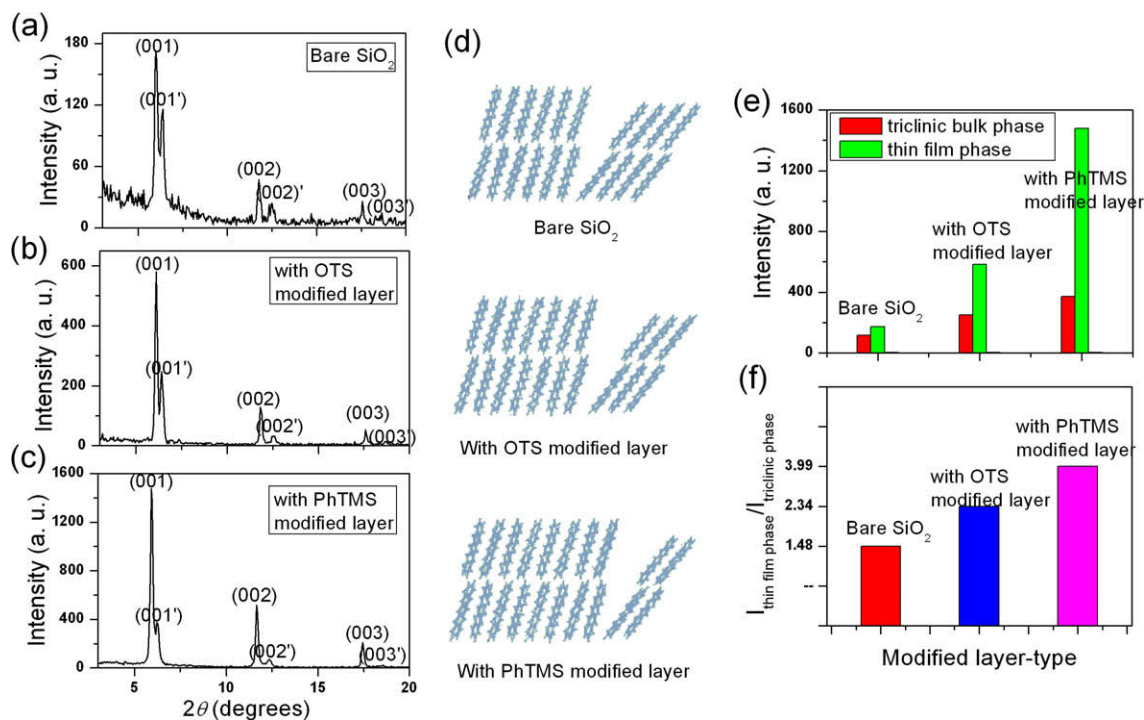 (a)
180
120
60
0
Intensity (a. u.)
(001)
(001')
(002)
(002)'
(003)
(003')
Bare SiO₂
(b)
600
400
200
0
Intensity (a. u.)
(001)
(001')
(002)
(002')
(003)
(003')
with OTS
modified layer
(c)
1600
1200
800
400
0
Intensity (a. u.)
(001)
(001')
(002)
(002')
(003)
(003')
with PhTMS
modified layer
5 10 15 20
2θ (degrees)
(d)
Bare SiO₂
With OTS modified layer
With PhTMS modified layer
(e)
1600
1200
800
400
0
Intensity (a. u.)
triclinic bulk phase
thin film phase
with PhTMS
modified layer
with OTS
modified layer
Bare SiO₂
(f)
3.99
2.34
1.48
--
I thin film phase/I triclinic phase
with PhTMS
modified layer
with OTS
modified layer
Bare SiO₂
Modified layer-type